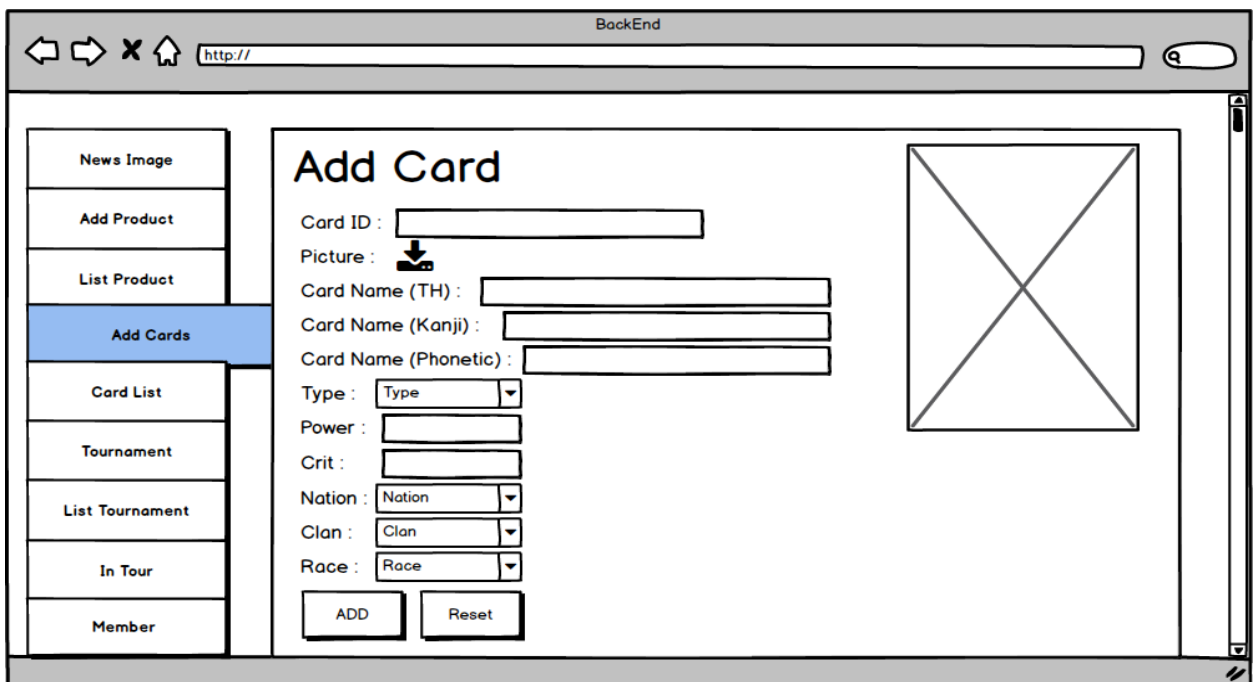 BackEnd
http://
News Image
Add Product
List Product
Add Cards
Card List
Tournament
List Tournament
In Tour
Member
Add Card
Card ID :
Picture :
Card Name (TH) :
Card Name (Kanji) :
Card Name (Phonetic) :
Type : Type
Power :
Crit :
Nation : Nation
Clan : Clan
Race : Race
ADD Reset